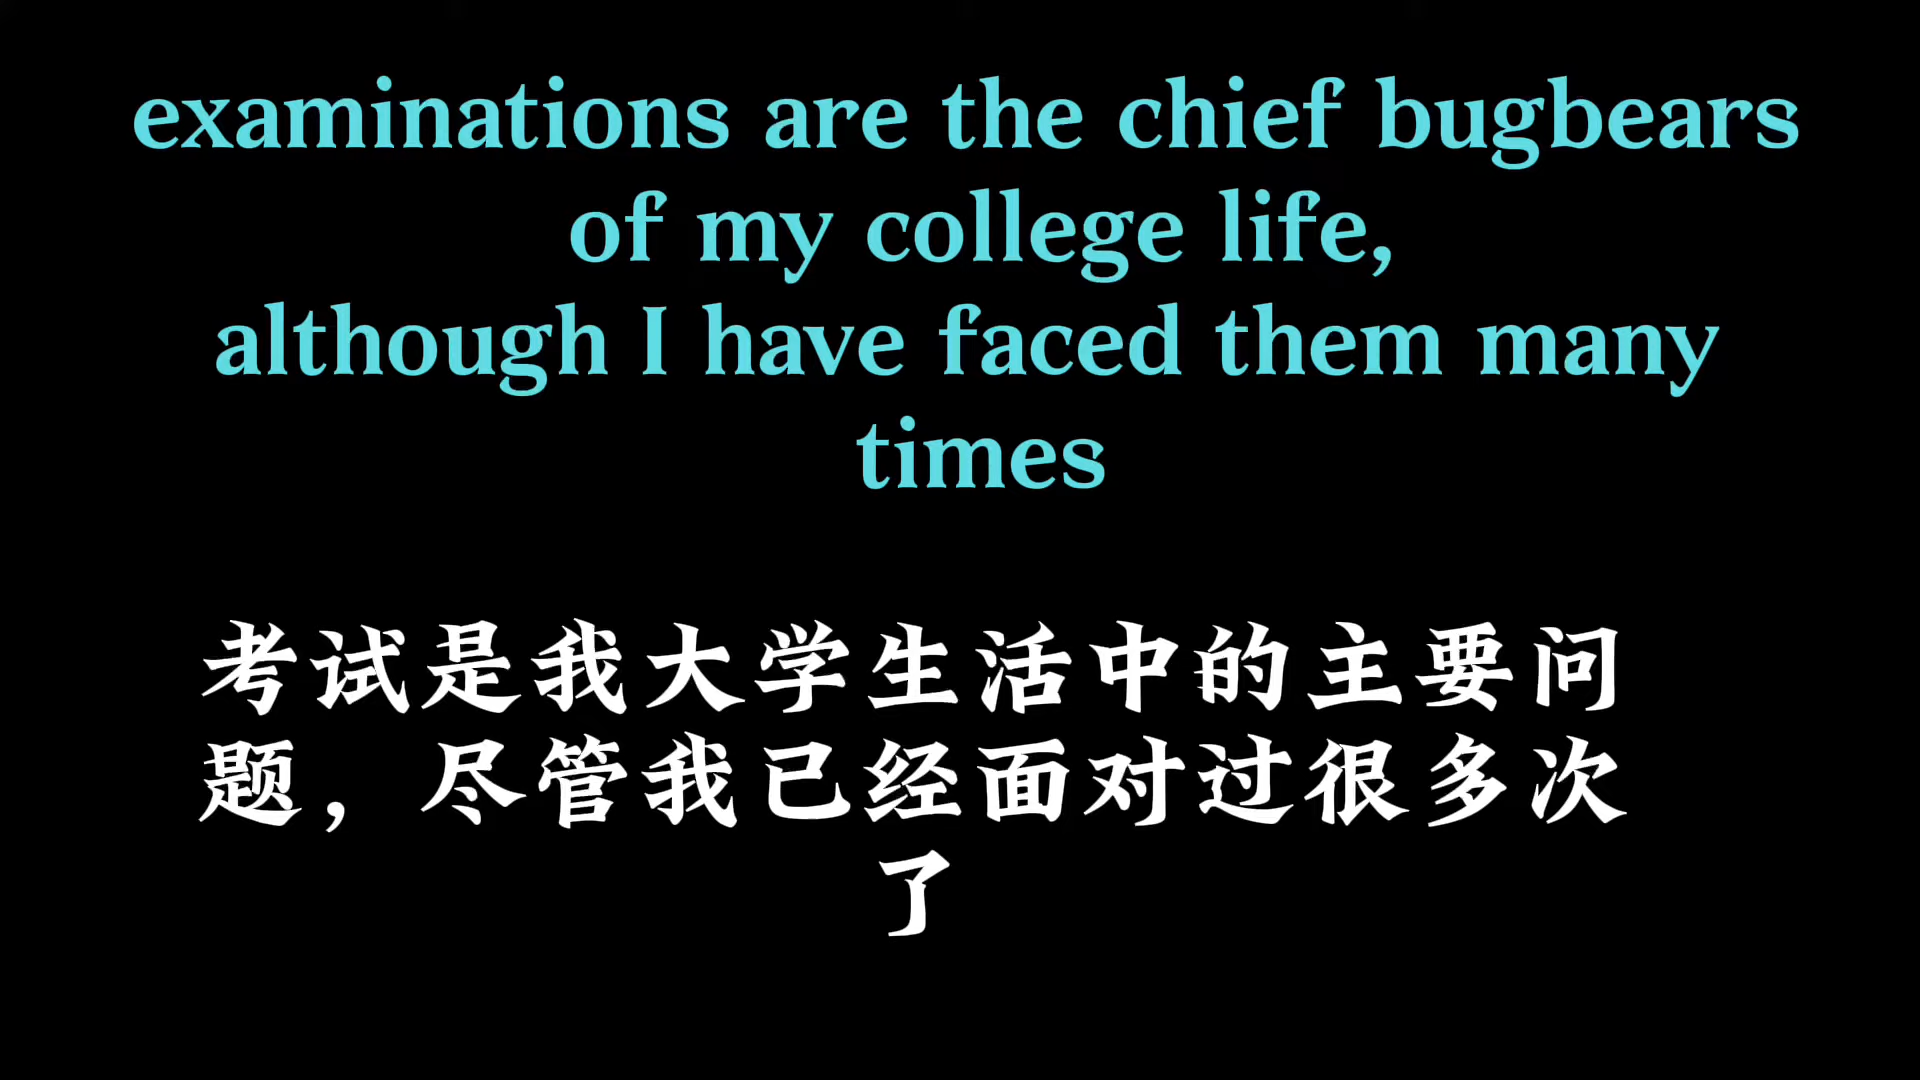 examinations are the chief bugbears
of my college life,
although I have faced them many
times
考试是我大学生活中的主要问
题，尽管我已经面对过很多次
了